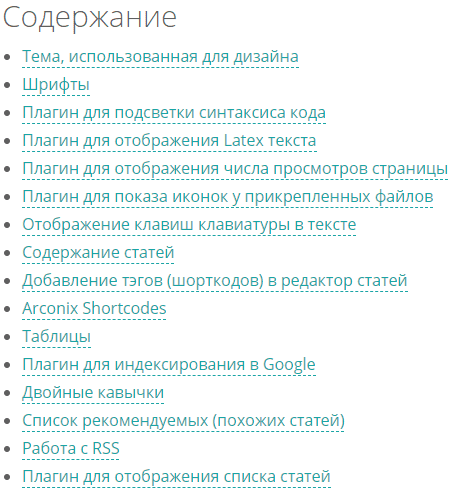 Содержание
Тема, использованная для дизайна
Шрифты
Плагин для подсветки синтаксиса кода
Плагин для отображения Latex текста
Плагин для отображения числа просмотров страницы
Плагин для показа иконок у прикрепленных файлов
Отображение клавиш клавиатуры в тексте
Содержание статей
Добавление тэгов (шорткодов) в редактор статей
Arconix Shortcodes
Таблицы
Плагин для индексирования в Google
Двойные кавычки
Список рекомендуемых (похожих статей)
Работа с RSS
Плагин для отображения списка статей